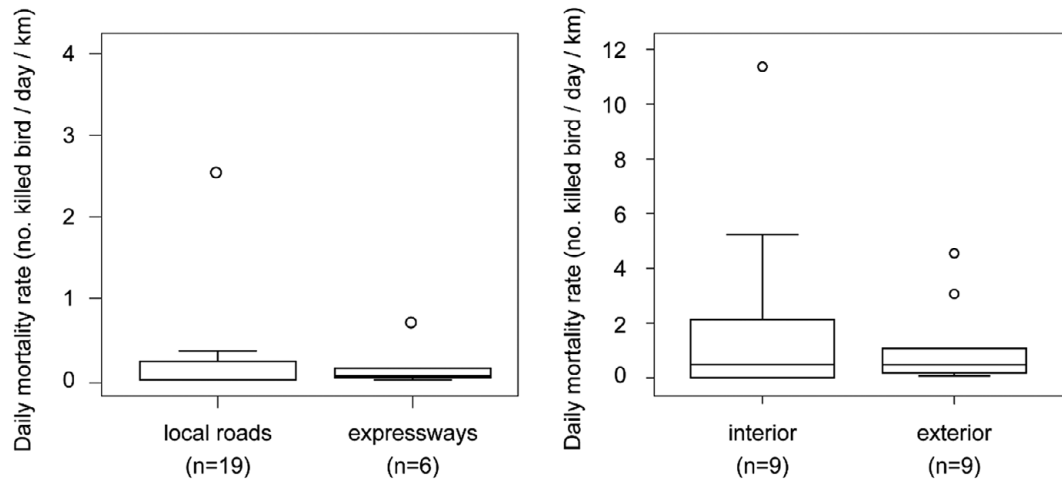 Daily mortality rate (no. killed bird / day / km)
4
3
2
1
0
local roads
(n=19)
expressways
(n=6)
Daily mortality rate (no. killed bird / day / km)
12
10
8
6
4
2
0
interior
(n=9)
exterior
(n=9)